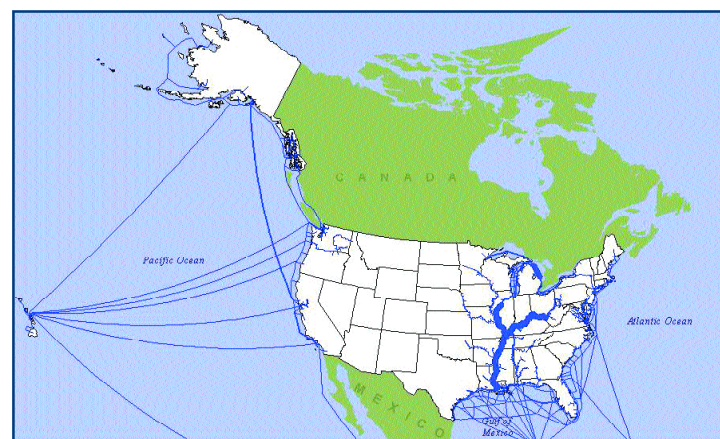 CANADA
Pacific Ocean
Atlantic Ocean
MEXICO
Gulf of
Mexico